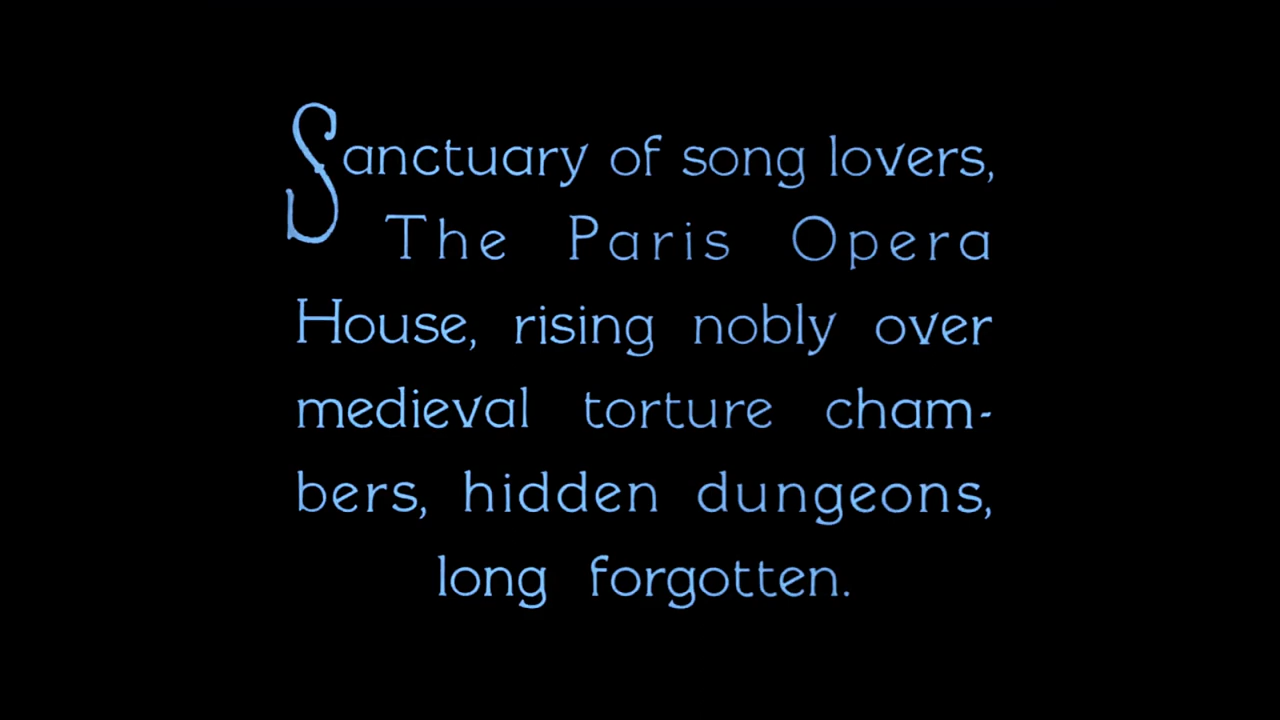 Sanctuary of song lovers,
The Paris Opera
House, rising nobly over
medieval torture cham-
bers, hidden dungeons,
long forgotten.